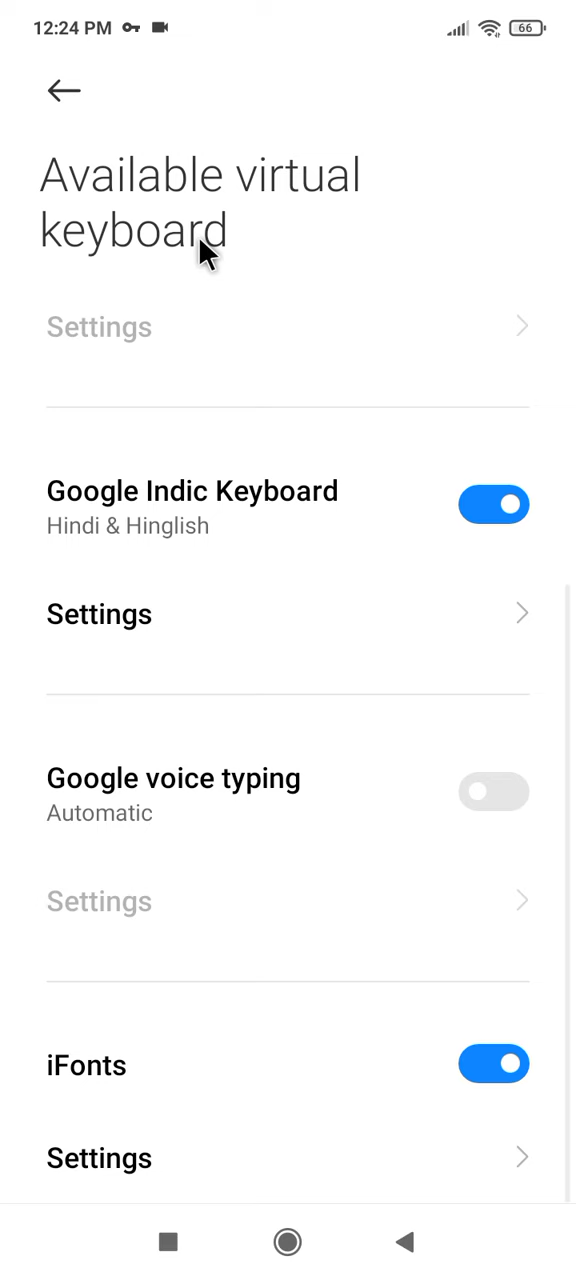 12:24 PM
66
Available virtual
keyboard
Settings
Google Indic Keyboard
Hindi & Hinglish
Settings
Google voice typing
Automatic
Settings
iFonts
Settings